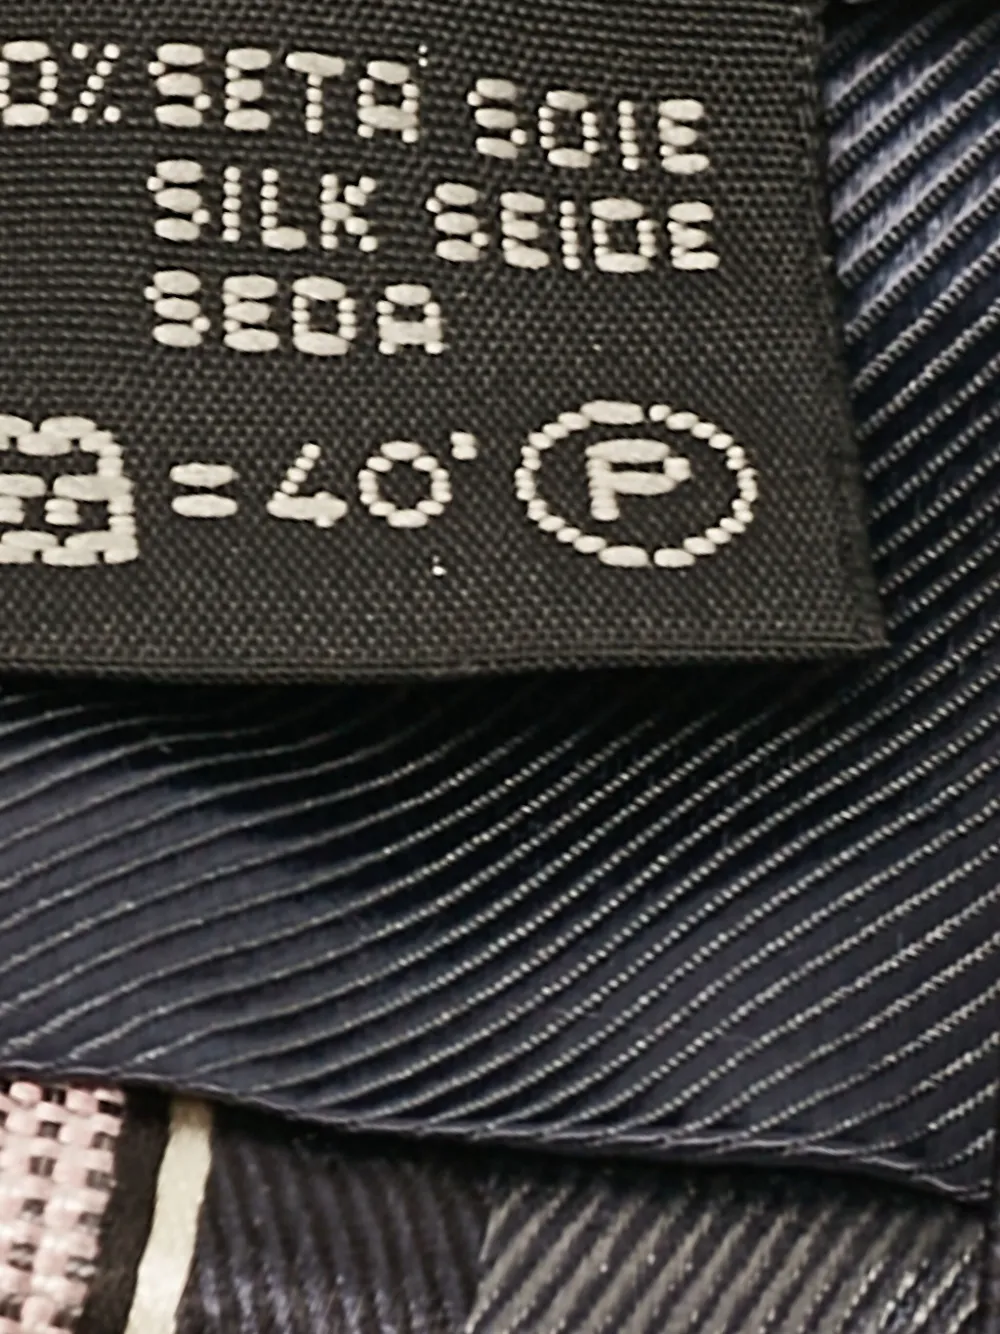 0% SETA SOIE
SILK SEIDE
SEDA
=40° P